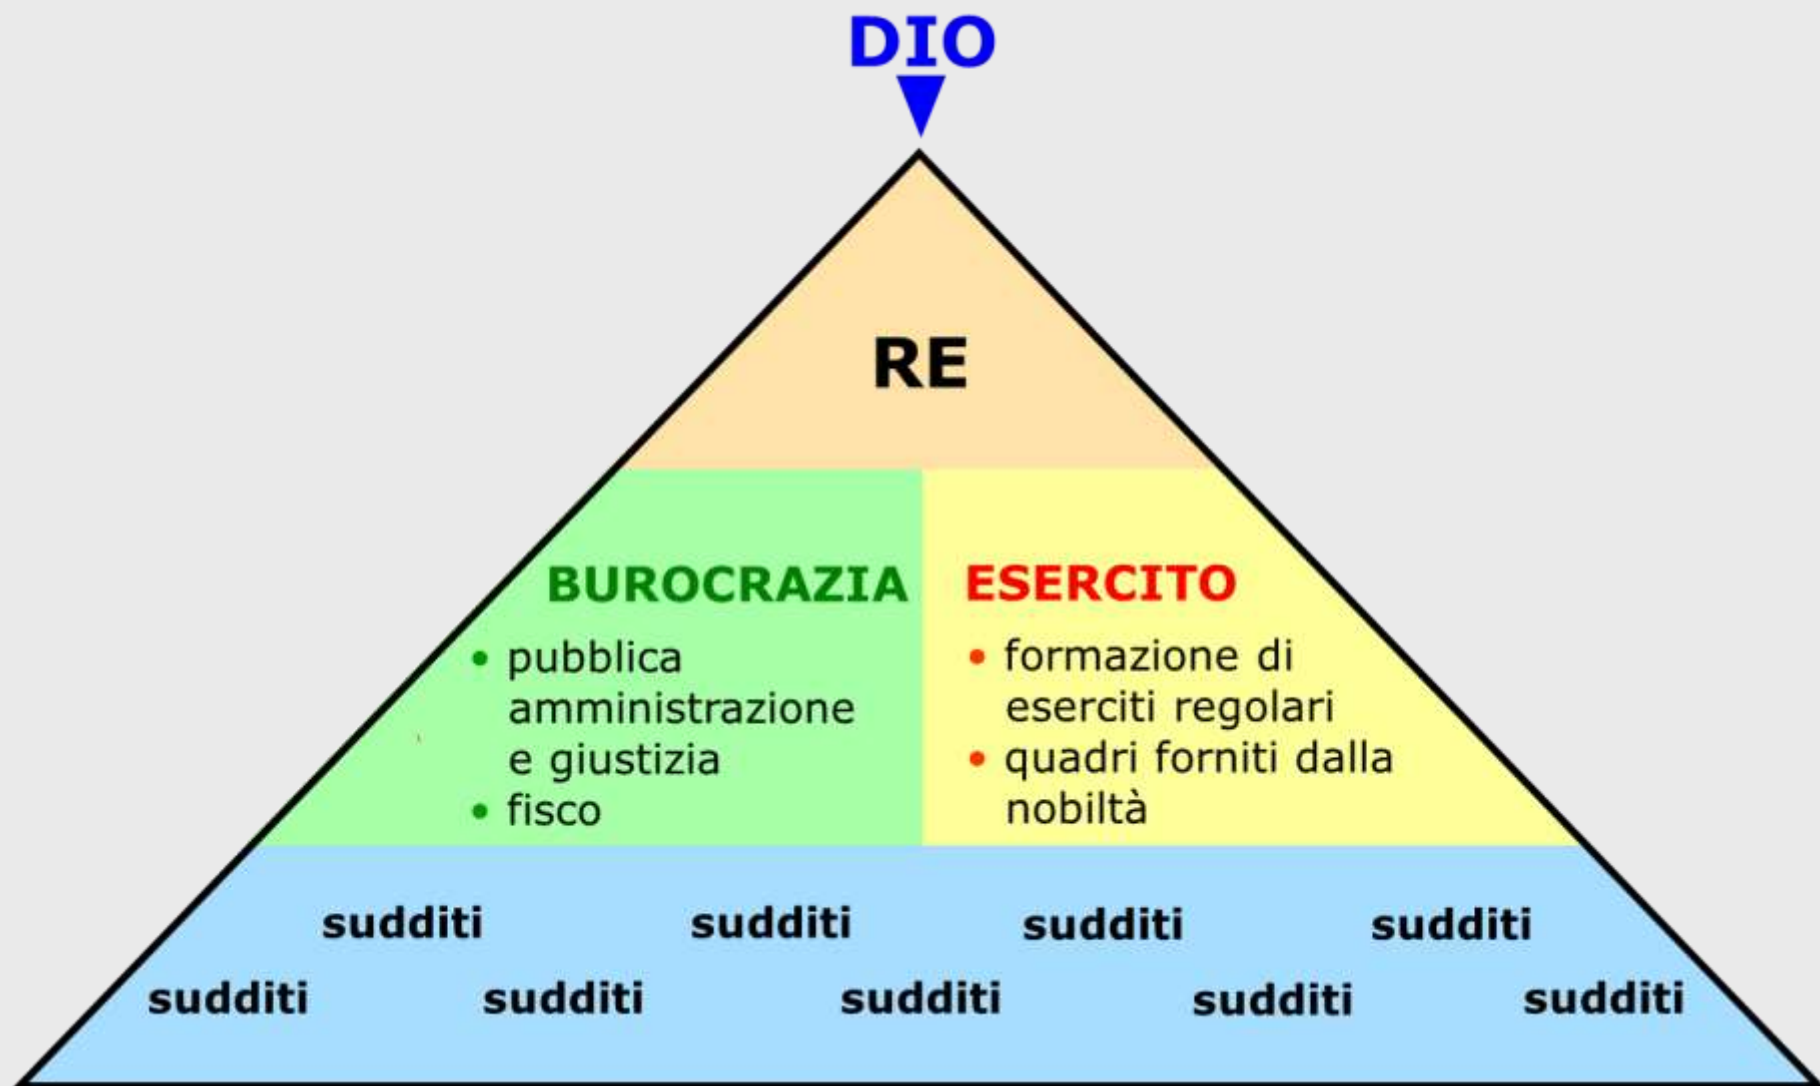 DIO
RE
BUROCRAZIA
• pubblica
amministrazione
e giustizia
• fisco
ESERCITO
• formazione di
eserciti regolari
• quadri forniti dalla
nobiltà
sudditi sudditi sudditi sudditi
sudditi sudditi sudditi sudditi sudditi